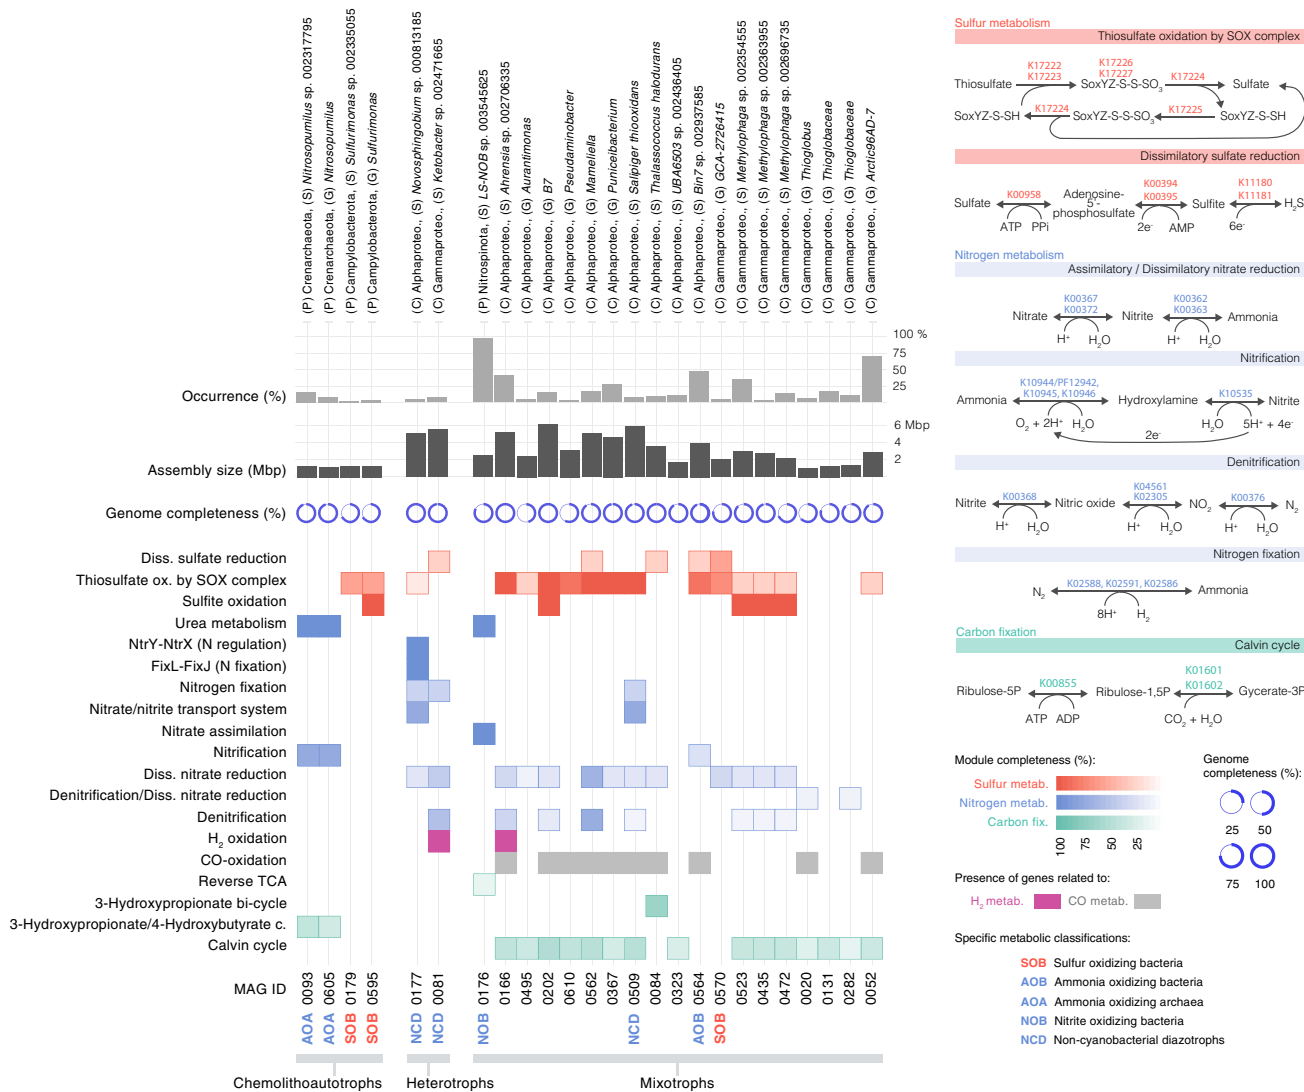 (P) Crenarchaeota, (S) Nitrosopumilus sp. 002317795
(P) Crenarchaeota, (G) Nitrosopumilus
(P) Campylobacterota, (S) Sulfurimonas sp. 002335055
(P) Campylobacterota, (G) Sulfurimonas
(C) Alphaproteo., (S) Novosphingobium sp. 000813185
(C) Gammaproteo., (S) Ketobacter sp. 002471665
(P) Nitrospinota, (S) LS-NOB sp. 003545625
(C) Alphaproteo., (S) Ahrensia sp. 002706335
(C) Alphaproteo., (G) Aurantimonas
(C) Alphaproteo., (G) B7
(C) Alphaproteo., (G) Pseudaminobacter
(C) Alphaproteo., (G) Mameliella
(C) Alphaproteo., (G) Puniceibacterium
(C) Alphaproteo., (S) Salipiger thiooxidans
(C) Alphaproteo., (S) Thalassococcus halodurans
(C) Alphaproteo., (S) UBA6503 sp. 002436405
(C) Alphaproteo., (S) Bin7 sp. 002937585
(C) Gammaproteo., (G) GCA-2726415
(C) Gammaproteo., (S) Methylophaga sp. 002354555
(C) Gammaproteo., (S) Methylophaga sp. 002363955
(C) Gammaproteo., (S) Methylophaga sp. 002696735
(C) Gammaproteo., (G) Thioglobus
(C) Gammaproteo., (G) Thioglobaceae
(C) Gammaproteo., (G) Thioglobaceae
(C) Gammaproteo., (G) Arctic96AD-7
100 %
75
50
25
Occurrence (%)
6 Mbp
4
2
Assembly size (Mbp)
Genome completeness (%)
Diss. sulfate reduction
Thiosulfate ox. by SOX complex
Sulfite oxidation
Urea metabolism
NtrY-NtrX (N regulation)
FixL-FixJ (N fixation)
Nitrogen fixation
Nitrate/nitrite transport system
Nitrate assimilation
Nitrification
Diss. nitrate reduction
Denitrification/Diss. nitrate reduction
Denitrification
H2 oxidation
CO-oxidation
Reverse TCA
3-Hydroxypropionate bi-cycle
3-Hydroxypropionate/4-Hydroxybutyrate c.
Calvin cycle
MAG ID
0093 0605 0179 0595 0177 0081 0176 0166 0495 0202 0610 0562 0367 0509 0084 0323 0564 0570 0523 0435 0472 0020 0131 0282 0052
AOA AOA SOB SOB NCD NCD NOB NCD AOB SOB
Chemolithoautotrophs Heterotrophs Mixotrophs
Sulfur metabolism
Thiosulfate oxidation by SOX complex
K17222
K17223
K17226
K17227
K17224
Thiosulfate SoxYZ-S-S-SO3 Sulfate
K17224
K17225
SoxYZ-S-SH SoxYZ-S-S-SO3 SoxYZ-S-SH
Dissimilatory sulfate reduction
K00958
K00394
K00395
K11180
K11181
Sulfate
Adenosine-
5 -
phosphosulfate
Sulfite H2S
ATP PPi 2e- AMP 6e-
Nitrogen metabolism
Assimilatory / Dissimilatory nitrate reduction
K00367
K00372
K00362
K00363
Nitrate Nitrite Ammonia
H+ H2O H+ H2O
Nitrification
K10944/PF12942,
K10945, K10946
K10535
Ammonia Hydroxylamine Nitrite
O2 + 2H+ H2O H2O 5H+ + 4e-
2e-
Denitrification
K00368
K04561
K02305
K00376
Nitrite Nitric oxide NO2 N2
H+ H2O H+ H2O H+ H2O
Nitrogen fixation
K02588, K02591, K02586
N2 Ammonia
8H+ H2
Carbon fixation
Calvin cycle
K00855
K01601
K01602
Ribulose-5P Ribulose-1,5P Glycerate-3P
ATP ADP CO2 + H2O
Module completeness (%):
Sulfur metab.
Nitrogen metab.
Carbon fix.
100 75 50 25
Genome
completeness (%):
25 50
75 100
Presence of genes related to:
H2 metab. CO metab.
Specific metabolic classifications:
SOB Sulfur oxidizing bacteria
AOB Ammonia oxidizing bacteria
AOA Ammonia oxidizing archaea
NOB Nitrite oxidizing bacteria
NCD Non-cyanobacterial diazotrophs